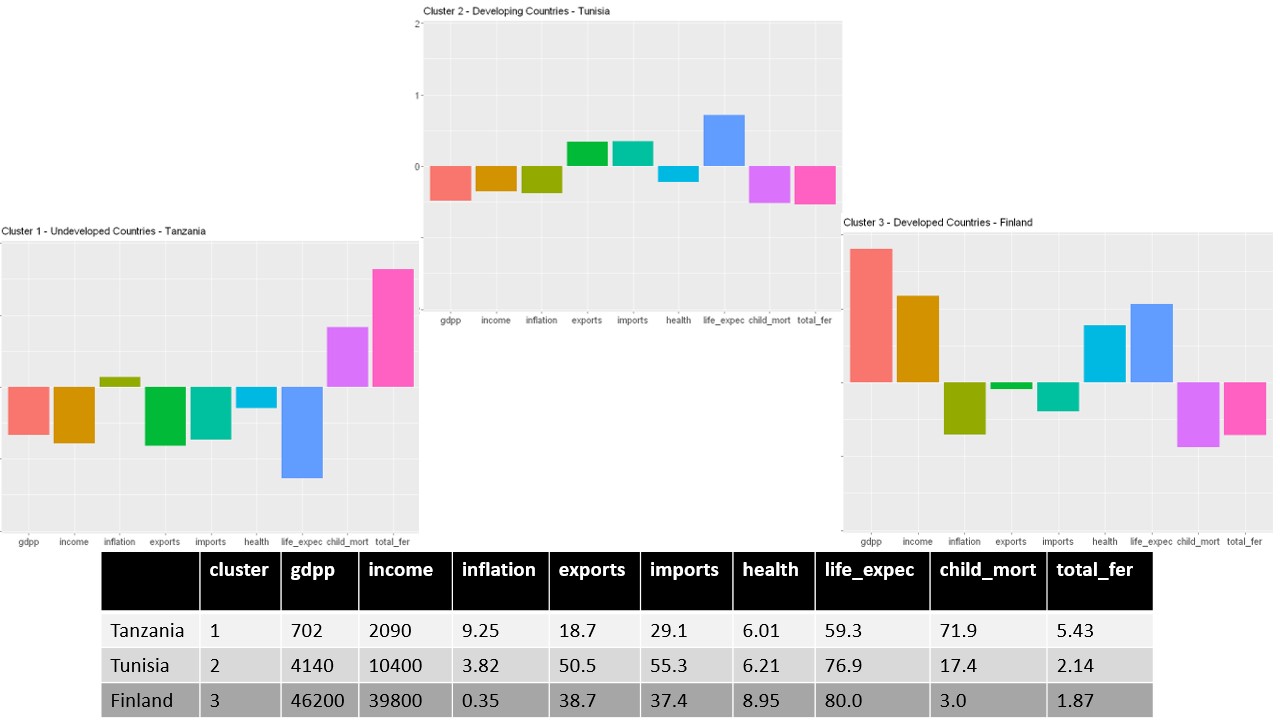 Cluster 2 - Developing Countries - Tunisia
2
1
0
gdpp income inflation exports imports health life_expec child_mort total_fer
Cluster 1 - Undeveloped Countries - Tanzania
gdpp income inflation exports imports health life_expec child_mort total_fer
Cluster 3 - Developed Countries - Finland
gdpp income inflation exports imports health life_expec child_mort total_fer
cluster gdpp income inflation exports imports health life_expec child_mort total_fer
Tanzania 1 702 2090 9.25 18.7 29.1 6.01 59.3 71.9 5.43
Tunisia 2 4140 10400 3.82 50.5 55.3 6.21 76.9 17.4 2.14
Finland 3 46200 39800 0.35 38.7 37.4 8.95 80.0 3.0 1.87